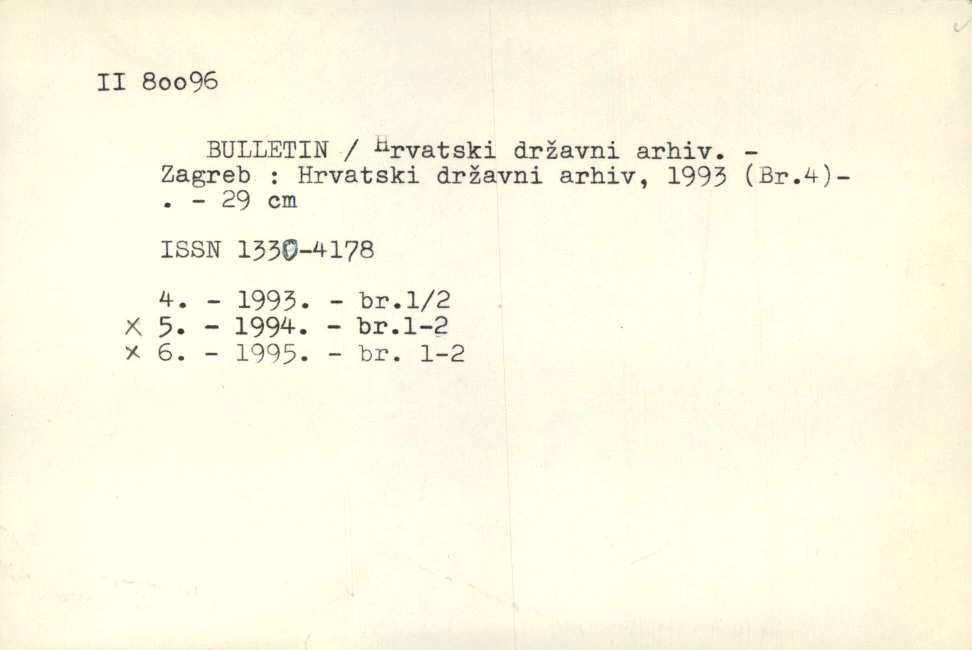 II 8oo96
BULLETIN / Hrvatski državni arhiv. -
Zagreb : Hrvatski državni arhiv, 1993 (Br.4)-
. - 29 cm
ISSN 1330-4178
4. - 1993. - br.1/2
x 5. - 1994. - br.1-2
x 6. - 1995. - br. 1-2